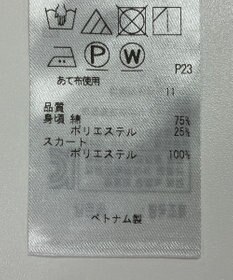 P W
P23
あて布使用
11
品質
身頃 綿 75%
ポリエステル 25%
スカート
ポリエステル 100%
ベトナム製